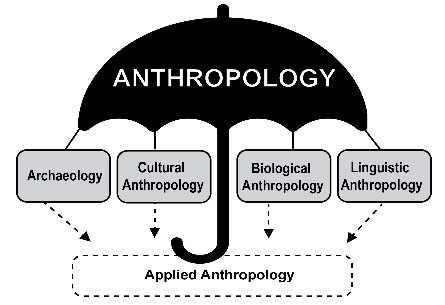 ANTHROPOLOGY
Archaeology
Cultural
Anthropology
Biological
Anthropology
Linguistic
Anthropology
Applied Anthropology